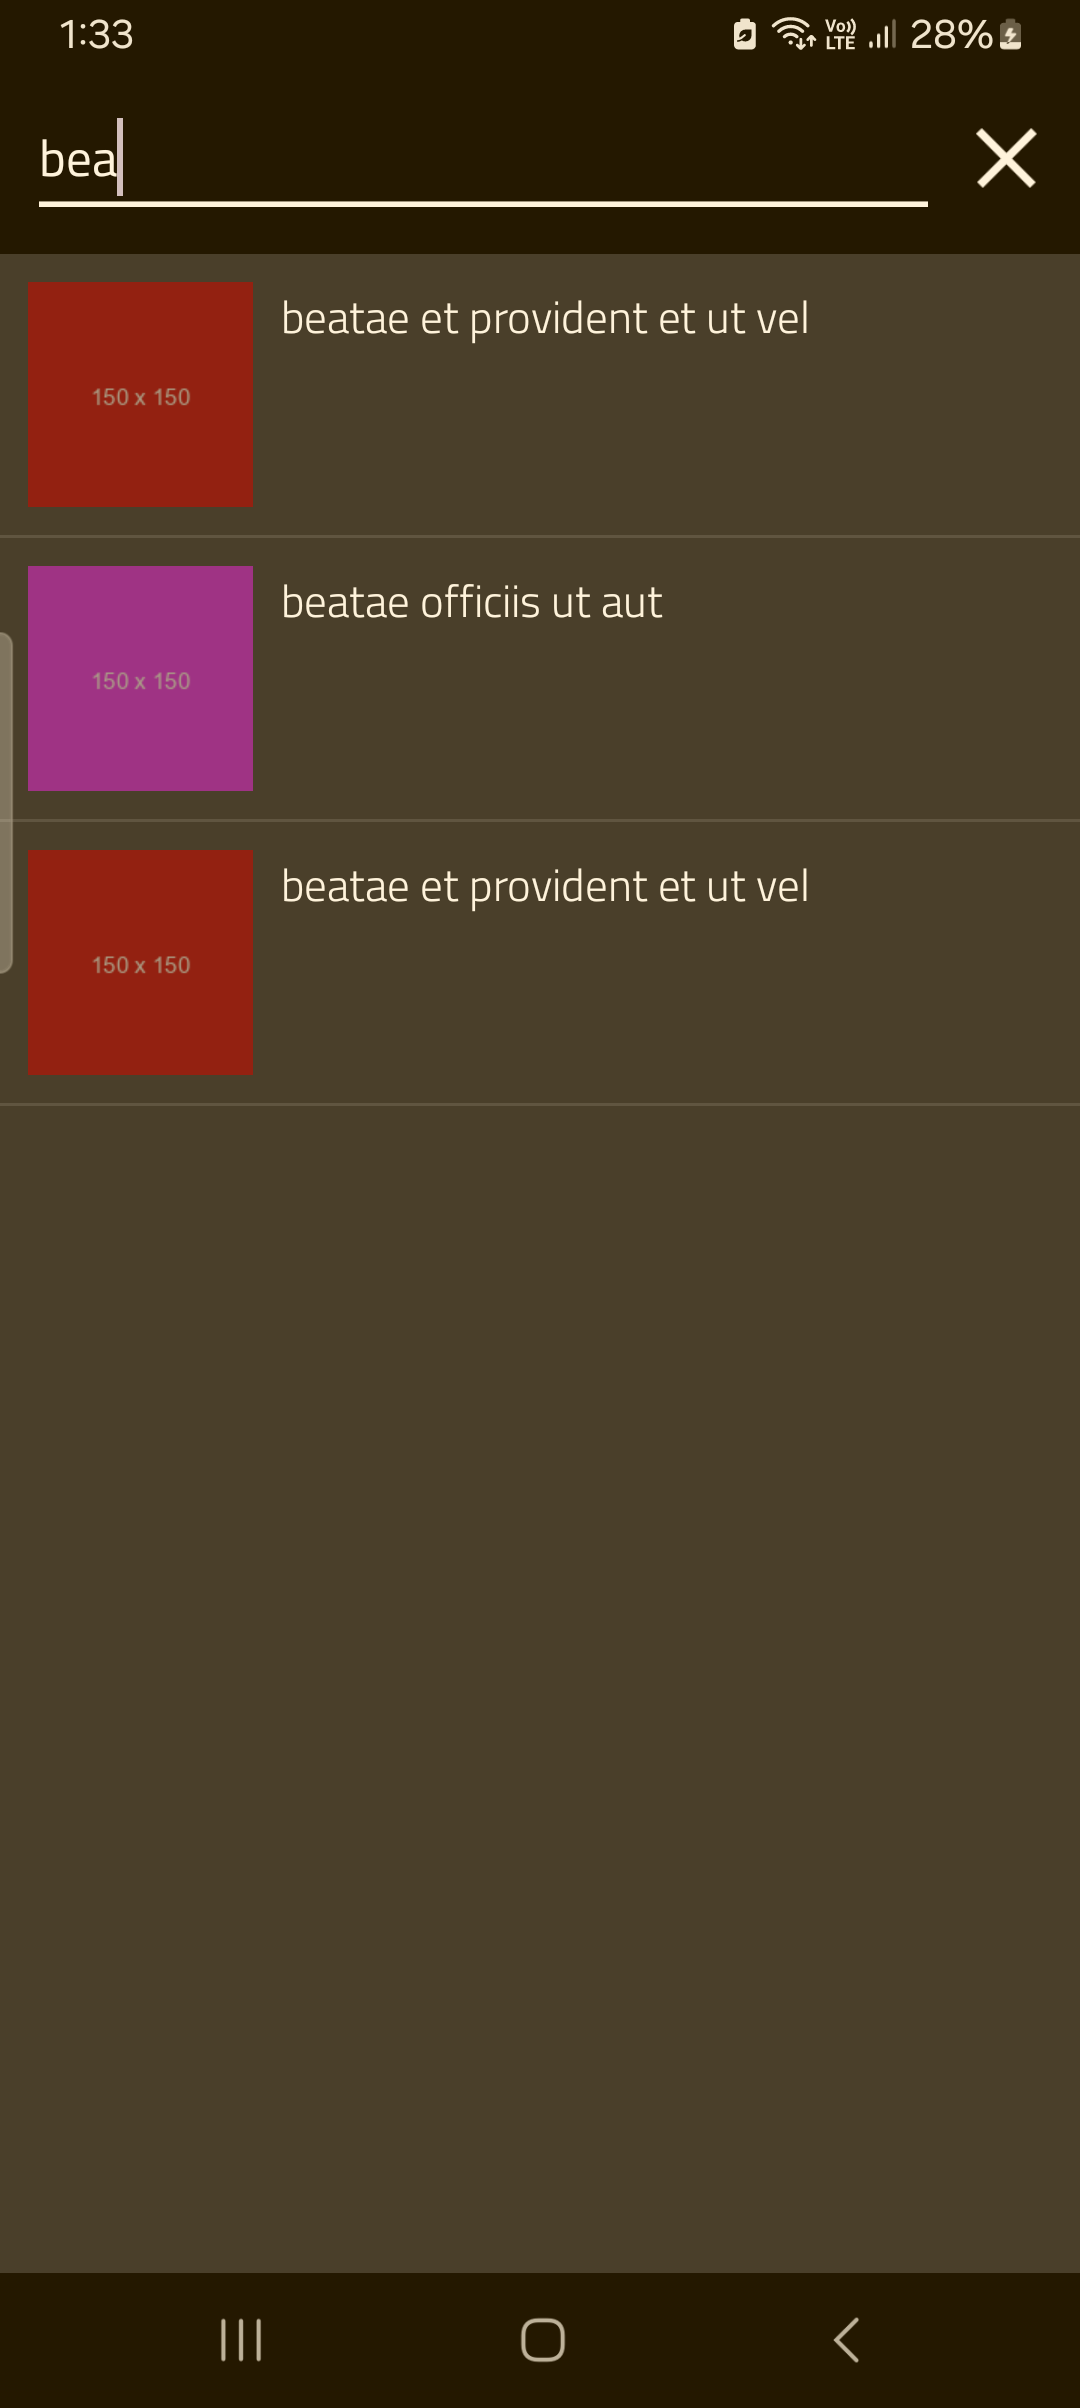 1:33
Vo)) LTE 28%
bea
beatae et provident et ut vel
150 x 150
beatae officiis ut aut
150 x 150
beatae et provident et ut vel
150 x 150